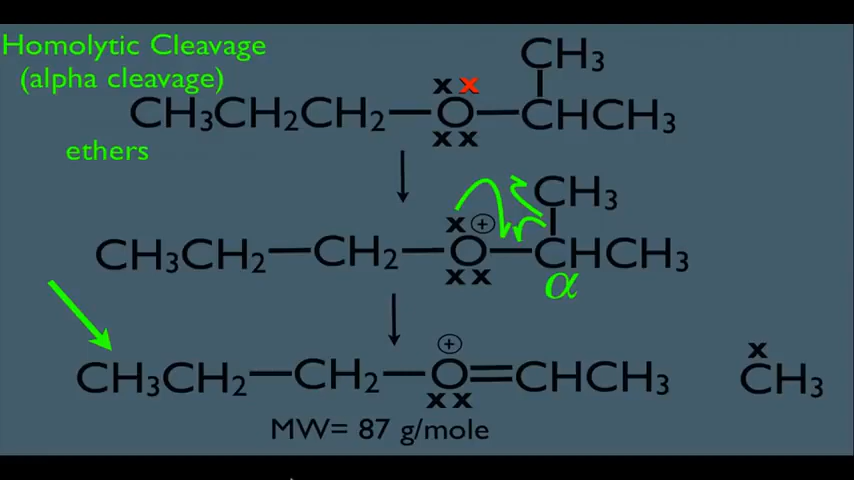 Homolytic Cleavage
(alpha cleavage)
CH3
x x
CH3CH2CH2—O—CHCH3
x x
ethers
CH3
x +
CH3CH2—CH2—O—CHCH3
x x
α
+
x
CH3CH2—CH2—O=CHCH3 CH3
x x
MW= 87 g/mole